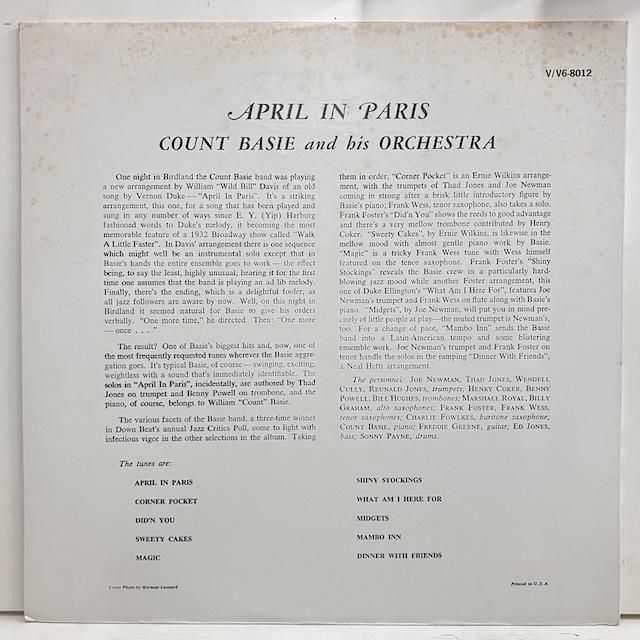 V/V6-8012
APRIL IN PARIS
COUNT BASIE and his ORCHESTRA
One night in Birdland the Count Basie band was playing
a new arrangement by William "Wild Bill" Davis of an old
song by Vernon Duke — "April In Paris". It's a striking
arrangement, this one, for a song that has been played and
sung in any number of ways since E. Y. (Yip) Harburg
fashioned words to Duke's melody, it becoming the most
memorable feature of a 1932 Broadway show called "Walk
A Little Faster". In Davis' arrangement there is one sequence
which might well be an instrumental solo except that in
Basie's hands the entire ensemble goes to work — the effect
being, to say the least, highly unusual; hearing it for the first
time one assumes that the band is playing an ad lib melody.
Finally, there's the ending, which is a delightful fooler, as
all jazz followers are aware by now. Well, on this night in
Birdland it seemed natural for Basie to give his orders
verbally. "One more time," he directed. Then: "One more
— once . . . "
The result? One of Basie's biggest hits and, now, one of
the most frequently requested tunes wherever the Basie aggre-
gation goes. It's typical Basie, of course — swinging, exciting,
weightless with a sound that's immediately identifiable. The
solos in "April In Paris", incidentally, are authored by Thad
Jones on trumpet and Benny Powell on trombone, and the
piano, of course, belongs to William "Count" Basie.
The various facets of the Basie band, a three-time winner
in Down Beat's annual Jazz Critics Poll, come to light with
infectious vigor in the other selections in the album. Taking
them in order, "Corner Pocket" is an Ernie Wilkins arrange-
ment, with the trumpets of Thad Jones and Joe Newman
coming in strong after a brisk little introductory figure by
Basie's piano; Frank Wess, tenor saxophone, also takes a solo.
Frank Foster's "Did'n You" shows the reeds to good advantage
and there's a very mellow trombone contributed by Henry
Coker. "Sweety Cakes", by Ernie Wilkins, is likewise in the
mellow mood with almost gentle piano work by Basie.
"Magic" is a tricky Frank Wess tune with Wess himself
featured on the tenor saxophone. Frank Foster's "Shiny
Stockings" reveals the Basie crew in a particularly hard-
blowing jazz mood while another Foster arrangement, this
one of Duke Ellington's "What Am I Here For", features Joe
Newman's trumpet and Frank Wess on flute along with Basie's
piano. "Midgets", by Joe Newman, will put you in mind pre-
cisely of little people at play—the muted trumpet is Newman's,
too. For a change of pace, "Mambo Inn" sends the Basie
band into a Latin-American tempo and some blistering
ensemble work. Joe Newman's trumpet and Frank Foster on
tenor handle the solos in the jumping "Dinner With Friends",
a Neal Hefti arrangement.
The personnel: JOE NEWMAN, THAD JONES, WENDELL
CULLY, REUNALD JONES, trumpets; HENRY COKER, BENNY
POWELL, BILL HUGHES, trombones; MARSHALL ROYAL, BILLY
GRAHAM, alto saxophones; FRANK FOSTER, FRANK WESS,
tenor saxophones; CHARLIE FOWLKES, baritone saxophone;
COUNT BASIE, piano; FREDDIE GREENE, guitar; ED JONES,
bass; SONNY PAYNE, drums.
The tunes are:
APRIL IN PARIS
CORNER POCKET
DID'N YOU
SWEETY CAKES
MAGIC
SHINY STOCKINGS
WHAT AM I HERE FOR
MIDGETS
MAMBO INN
DINNER WITH FRIENDS
Cover Photo by Herman Leonard
Printed in U.S.A.